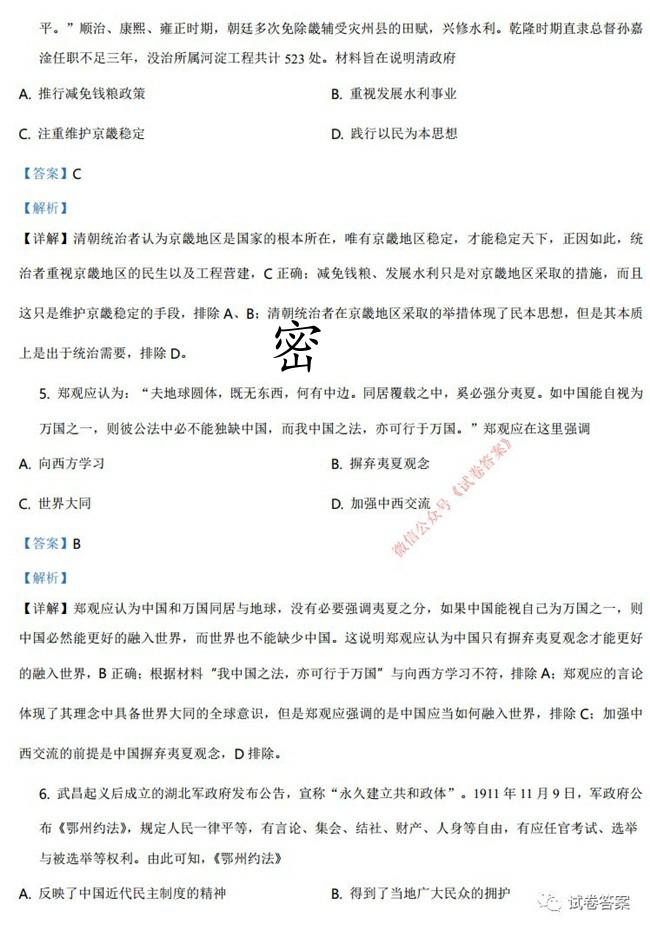 平。”顺治、康熙、雍正时期，朝廷多次免除畿辅受灾州县的田赋，兴修水利。乾隆时期直隶总督孙嘉
淦任职不足三年，没治所属河淀工程共计 523 处。材料旨在说明清政府
A. 推行减免钱粮政策
B. 重视发展水利事业
C. 注重维护京畿稳定
D. 践行以民为本思想
【答案】C
【解析】
【详解】清朝统治者认为京畿地区是国家的根本所在，唯有京畿地区稳定，才能稳定天下，正因如此，统
治者重视京畿地区的民生以及工程营建，C 正确；减免钱粮、发展水利只是对京畿地区采取的措施，而且
这只是维护京畿稳定的手段，排除 A、B；清朝统治者在京畿地区采取的举措体现了民本思想，但是其本质
上是出于统治需要，排除 D。
密
5. 郑观应认为：“夫地球圆体，既无东西，何有中边。同居覆载之中，奚必强分夷夏。如中国能自视为
万国之一，则彼公法中必不能独缺中国，而我中国之法，亦可行于万国。”郑观应在这里强调
A. 向西方学习
B. 摒弃夷夏观念
C. 世界大同
D. 加强中西交流
微信公众号《试卷答案》
【答案】B
【解析】
【详解】郑观应认为中国和万国同居与地球，没有必要强调夷夏之分，如果中国能视自己为万国之一，则
中国必然能更好的融入世界，而世界也不能缺少中国。这说明郑观应认为中国只有摒弃夷夏观念才能更好
的融入世界，B 正确；根据材料“我中国之法，亦可行于万国”与向西方学习不符，排除 A；郑观应的言论
体现了其理念中具备世界大同的全球意识，但是郑观应强调的是中国应当如何融入世界，排除 C；加强中
西交流的前提是中国摒弃夷夏观念，D 排除。
6. 武昌起义后成立的湖北军政府发布公告，宣称“永久建立共和政体”。1911 年 11 月 9 日，军政府公
布《鄂州约法》，规定人民一律平等，有言论、集会、结社、财产、人身等自由，有应任官考试、选举
与被选举等权利。由此可知，《鄂州约法》
A. 反映了中国近代民主制度的精神
B. 得到了当地广大民众的拥护
试卷答案